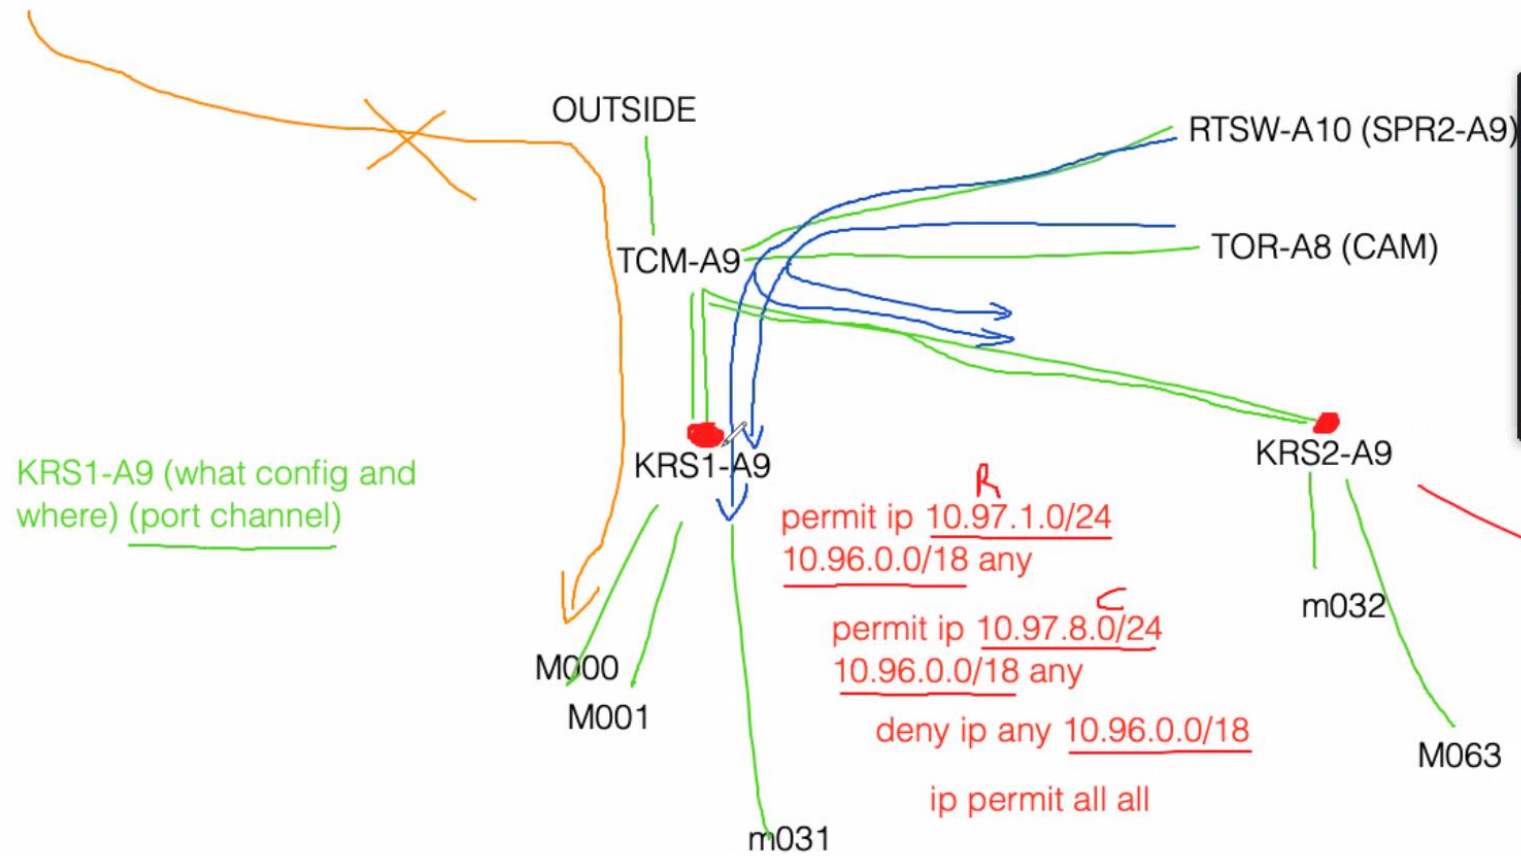 OUTSIDE
RTSW-A10 (SPR2-A9)
TCM-A9
TOR-A8 (CAM)
KRS1-A9
KRS2-A9
KRS1-A9 (what config and
where) (port channel)
R
permit ip 10.97.1.0/24
10.96.0.0/18 any
C
permit ip 10.97.8.0/24
10.96.0.0/18 any
deny ip any 10.96.0.0/18
ip permit all all
m032
M000
M001
M063
m031